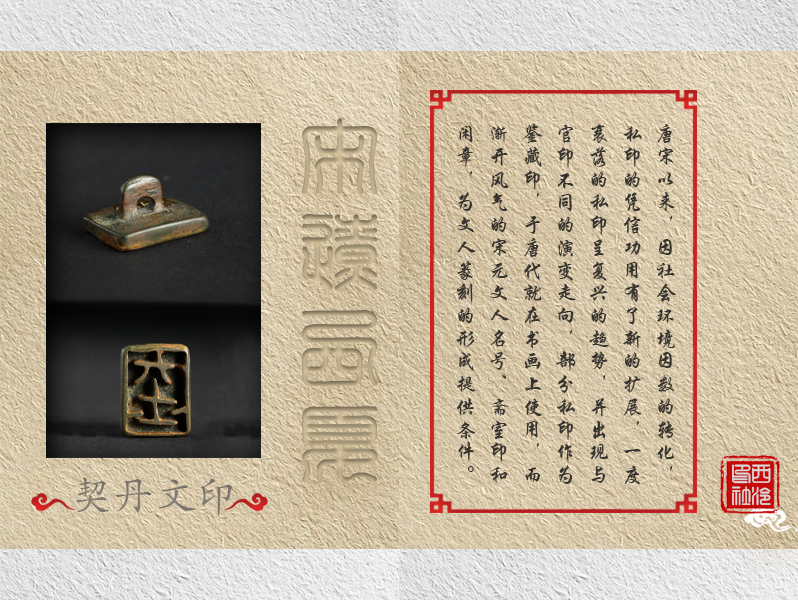 契丹文印
唐宋以来，因社会环境因数的转化，
私印的凭信功用有了新的扩展，一度
衰落的私印呈复兴的趋势，并出现与
官印不同的演变走向，部分私印作为
鉴藏印，于唐代就在书画上使用，而
渐开风气的宋元文人名号、斋室印和
闲章，为文人篆刻的形成提供条件。
西泠印社